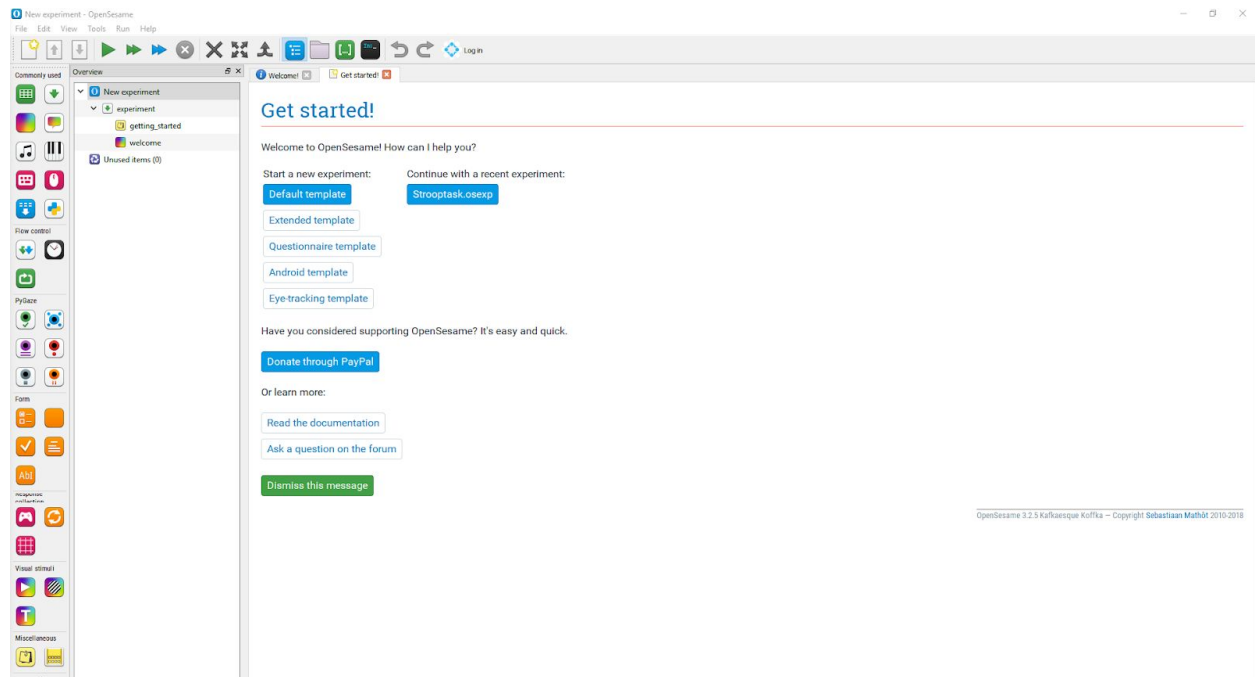 New experiment - OpenSesame
File Edit View Tools Run Help
Log in
Commonly used
Overview
Welcome!
Get started!
New experiment
experiment
getting_started
welcome
Unused items (0)
Flow control
PyGaze
Form
Abl
Response
collection
Visual stimuli
T
Miscellaneous
Get started!
Welcome to OpenSesame! How can I help you?
Start a new experiment: Continue with a recent experiment:
Default template Strooptask.osexp
Extended template
Questionnaire template
Android template
Eye-tracking template
Have you considered supporting OpenSesame? It's easy and quick.
Donate through PayPal
Or learn more:
Read the documentation
Ask a question on the forum
Dismiss this message
OpenSesame 3.2.5 Kafkaesque Koffka — Copyright Sebastiaan Mathôt 2010-2018